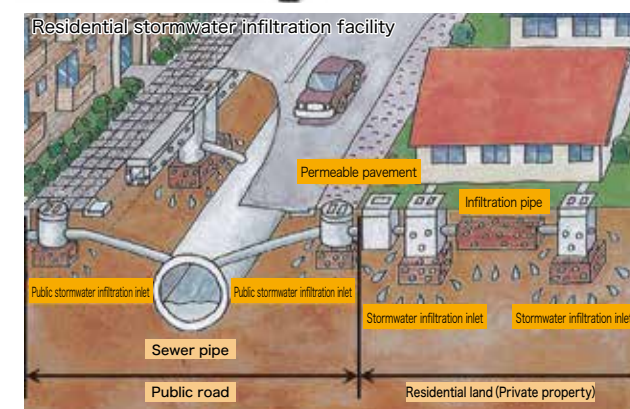 Residential stormwater infiltration facility
Permeable pavement
Infiltration pipe
Public stormwater infiltration inlet
Public stormwater infiltration inlet
Stormwater infiltration inlet
Stormwater infiltration inlet
Sewer pipe
Public road
Residential land (Private property)